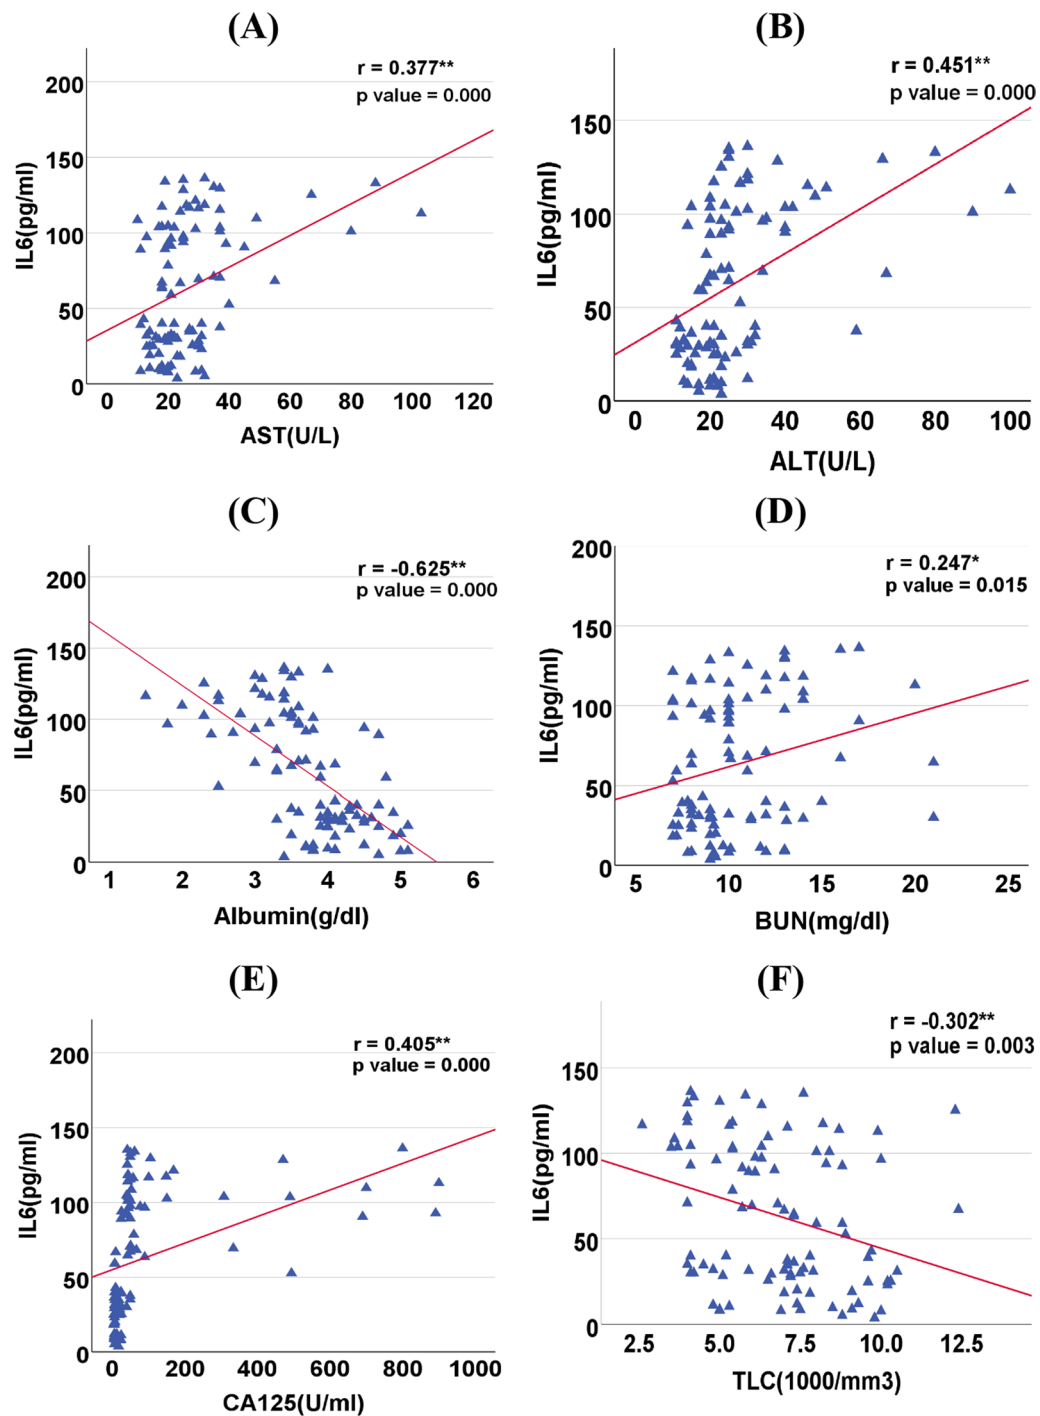 (A)
r = 0.377**
p value = 0.000
IL6(pg/ml)
200
150
100
50
0
0 20 40 60 80 100 120
AST(U/L)
(B)
r = 0.451**
p value = 0.000
IL6(pg/ml)
150
100
50
0
0 20 40 60 80 100
ALT(U/L)
(C)
r = -0.625**
p value = 0.000
IL6(pg/ml)
200
150
100
50
0
1 2 3 4 5 6
Albumin(g/dl)
(D)
r = 0.247*
p value = 0.015
IL6(pg/ml)
200
150
100
50
0
5 10 15 20 25
BUN(mg/dl)
(E)
r = 0.405**
p value = 0.000
IL6(pg/ml)
200
150
100
50
0
0 200 400 600 800 1000
CA125(U/ml)
(F)
r = -0.302**
p value = 0.003
IL6(pg/ml)
150
100
50
0
2.5 5.0 7.5 10.0 12.5
TLC(1000/mm3)